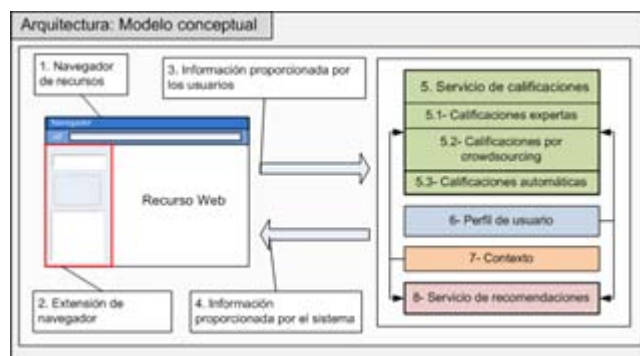 Arquitectura: Modelo conceptual
1. Navegador
de recursos
3. Información proporcionada por
los usuarios
Navegador
Recurso Web
2. Extensión de
navegador
4. Información
proporcionada por el sistema
5. Servicio de calificaciones
5.1- Calificaciones expertas
5.2- Calificaciones por
crowdsourcing
5.3- Calificaciones automáticas
6- Perfil de usuario
7- Contexto
8- Servicio de recomendaciones